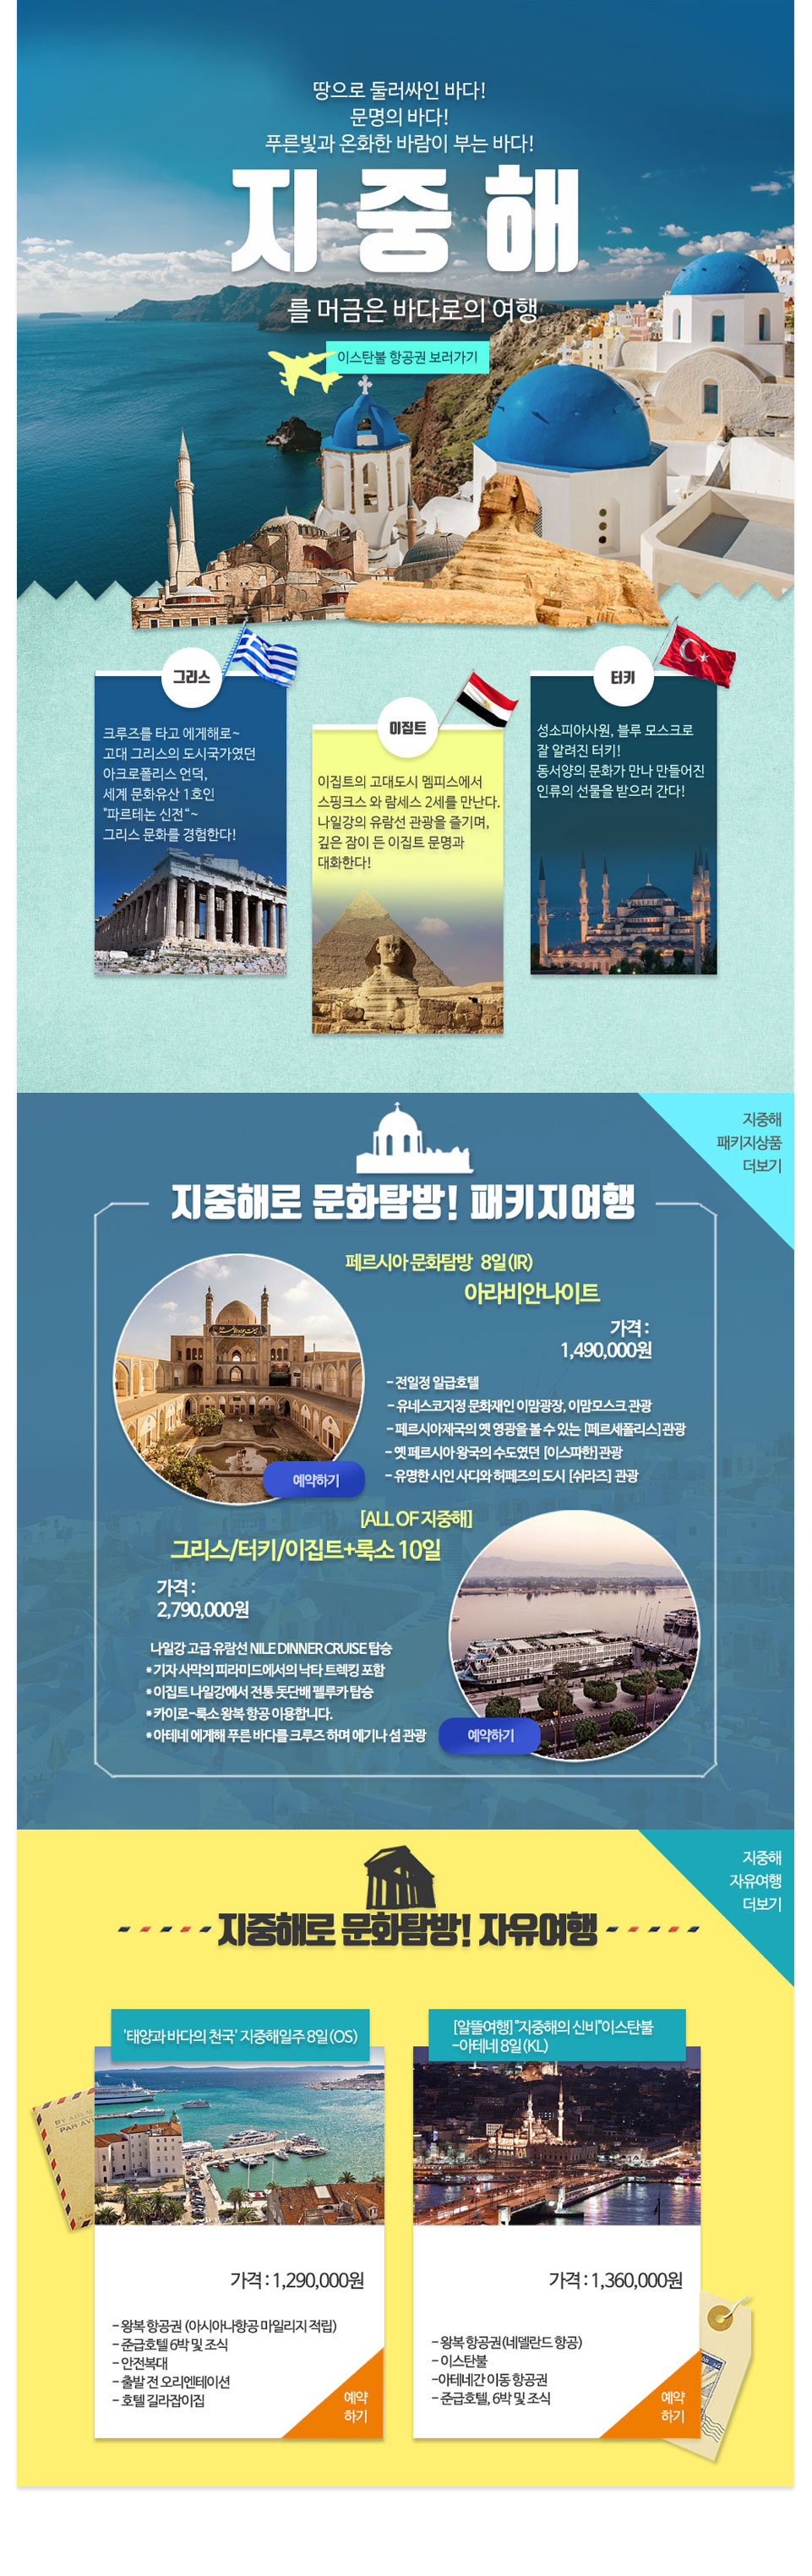 땅으로 둘러싸인 바다!
문명의 바다!
푸른빛과 온화한 바람이 부는 바다!
지중해
를 머금은 바다로의 여행
이스탄불 항공권 보러가기
그리스
크루즈를 타고 에게해로~
고대 그리스의 도시국가였던
아크로폴리스 언덕,
세계 문화유산 1호인
"파르테논 신전"~
그리스 문화를 경험한다!
이집트
이집트의 고대도시 멤피스에서
스핑크스 와 람세스 2세를 만난다.
나일강의 유람선 관광을 즐기며,
깊은 잠이 든 이집트 문명과
대화한다!
터키
성소피아사원, 블루 모스크로
잘 알려진 터키!
동서양의 문화가 만나 만들어진
인류의 선물을 받으러 간다!
지중해
패키지상품
더보기
지중해로 문화탐방! 패키지여행
페르시아 문화탐방 8일(IR)
아라비안나이트
가격 :
1,490,000원
- 전일정 일급호텔
- 유네스코지정 문화재인 이맘광장, 이맘모스크 관광
- 페르시아제국의 옛 영광을 볼 수 있는 [페르세폴리스]관광
- 옛 페르시아 왕국의 수도였던 [이스파한]관광
- 유명한 시인 사디와 허페즈의 도시 [쉬라즈] 관광
예약하기
[ALL OF 지중해]
그리스/터키/이집트+룩소 10일
가격 :
2,790,000원
나일강 고급 유람선 NILE DINNER CRUISE 탑승
* 기자 사막의 피라미드에서의 낙타 트렉킹 포함
* 이집트 나일강에서 전통 돛단배 펠루카 탑승
* 카이로-룩소 왕복 항공 이용합니다.
* 아테네 에게해 푸른 바다를 크루즈 하며 에기나 섬 관광
예약하기
지중해
자유여행
더보기
지중해로 문화탐방! 자유여행
'태양과 바다의 천국' 지중해일주 8일(OS)
BY AIR M
PAR AV
가격 : 1,290,000원
- 왕복 항공권 (아시아나항공 마일리지 적립)
- 준급호텔 6박 및 조식
- 안전복대
- 출발 전 오리엔테이션
- 호텔 길라잡이집
예약
하기
[알뜰여행]"지중해의 신비"이스탄불
-아테네 8일(KL)
가격 : 1,360,000원
- 왕복 항공권(네델란드 항공)
- 이스탄불
-아테네간 이동 항공권
- 준급호텔, 6박 및 조식
예약
하기